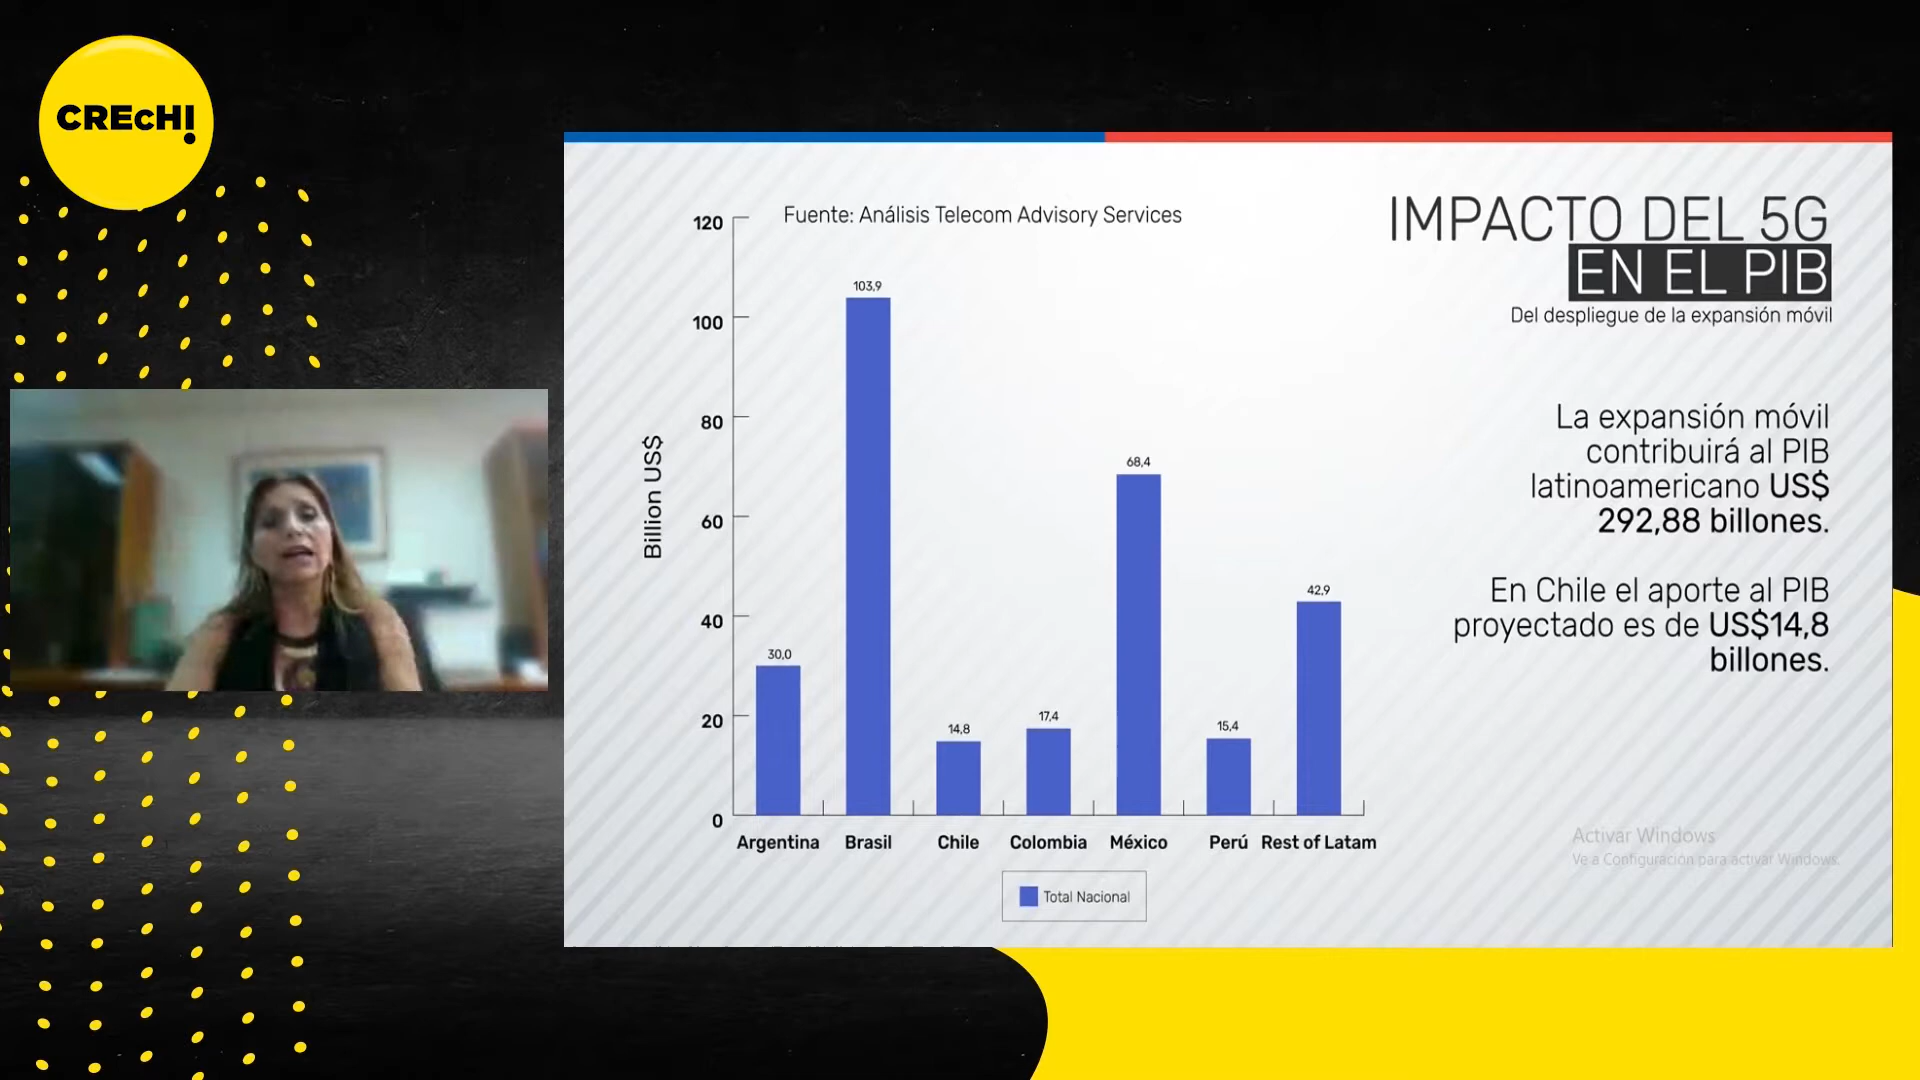 CREcH!
Fuente: Análisis Telecom Advisory Services
IMPACTO DEL 5G
EN EL PIB
Del despliegue de la expansión móvil
Billion US$
120
100
80
60
40
20
0
30,0
103,9
14,8
17,4
68,4
15,4
42,9
Argentina Brasil Chile Colombia México Perú Rest of Latam
Total Nacional
La expansión móvil
contribuirá al PIB
latinoamericano US$
292,88 billones.
En Chile el aporte al PIB
proyectado es de US$14,8
billones.
Activar Windows
Ve a Configuración para activar Windows.